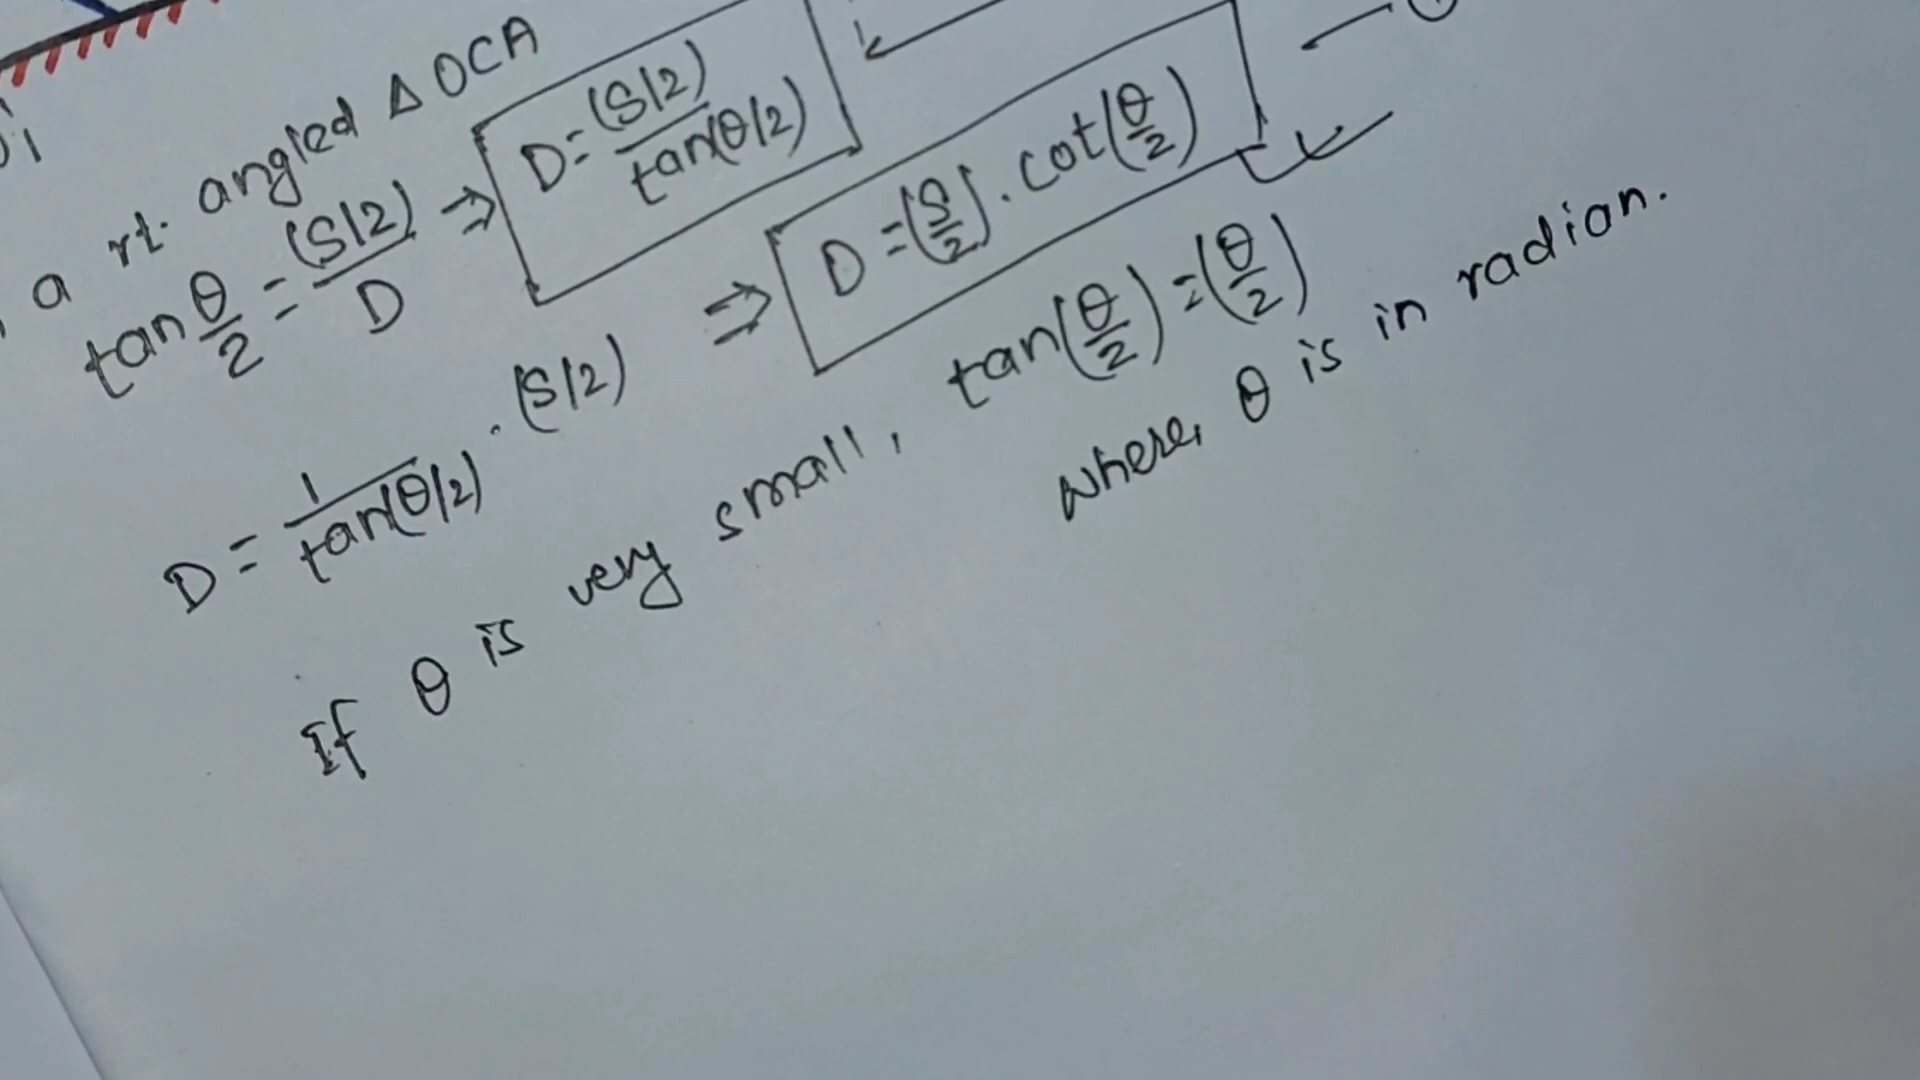 a rt. angled Δ OCA
tan θ/2 = (S/2)/D ⇒ D = (S/2)/tan(θ/2)
D = 1/tan(θ/2) . (S/2) ⇒ D = (S/2) . cot(θ/2)
If θ is very small, tan(θ/2) = (θ/2)
where, θ is in radian.